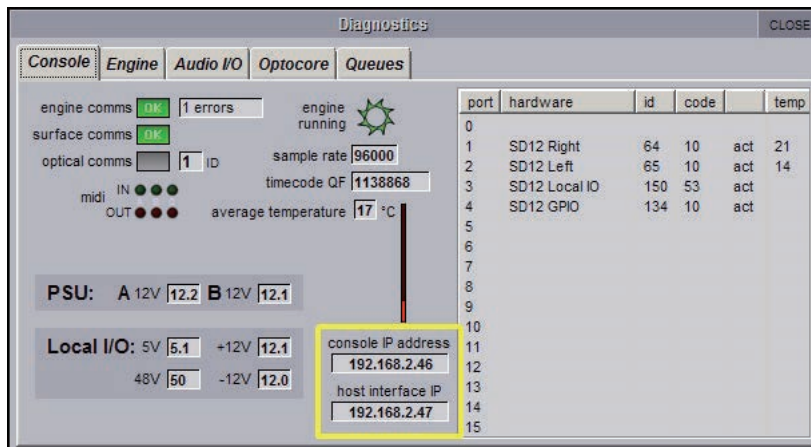 Diagnostics
CLOSE
Console Engine Audio I/O Optocore Queues
engine comms OK 1 errors
surface comms OK
optical comms 1 ID
midi IN
OUT
engine running
sample rate 96000
timecode QF 1138868
average temperature 17 °C
PSU: A 12V 12.2 B 12V 12.1
Local I/O: 5V 5.1 +12V 12.1
48V 50 -12V 12.0
console IP address
192.168.2.46
host interface IP
192.168.2.47
port hardware id code temp
0
1 SD12 Right 64 10 act 21
2 SD12 Left 65 10 act 14
3 SD12 Local IO 150 53 act
4 SD12 GPIO 134 10 act
5
6
7
8
9
10
11
12
13
14
15